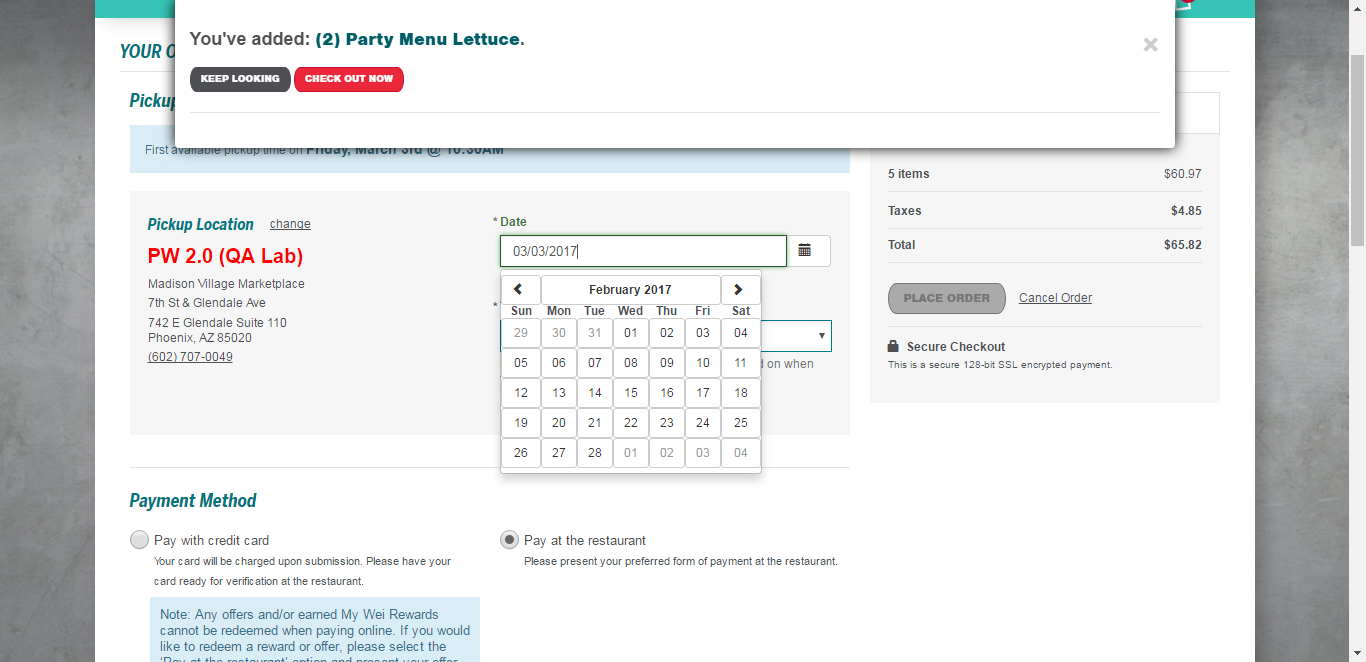 You've added: (2) Party Menu Lettuce.
KEEP LOOKING CHECK OUT NOW
YOUR O
Pickup
First available pickup time on Friday, March 3rd @ 10:30AM
Pickup Location change
PW 2.0 (QA Lab)
Madison Village Marketplace
7th St & Glendale Ave
742 E Glendale Suite 110
Phoenix, AZ 85020
(602) 707-0049
* Date
03/03/2017
February 2017
Sun Mon Tue Wed Thu Fri Sat
29 30 31 01 02 03 04
05 06 07 08 09 10 11
12 13 14 15 16 17 18
19 20 21 22 23 24 25
26 27 28 01 02 03 04
*
on when
5 items $60.97
Taxes $4.85
Total $65.82
PLACE ORDER Cancel Order
Secure Checkout
This is a secure 128-bit SSL encrypted payment.
Payment Method
Pay with credit card
Your card will be charged upon submission. Please have your
card ready for verification at the restaurant.
Note: Any offers and/or earned My Wei Rewards
cannot be redeemed when paying online. If you would
like to redeem a reward or offer, please select the
'Pay at the restaurant' option and present your offer
Pay at the restaurant
Please present your preferred form of payment at the restaurant.